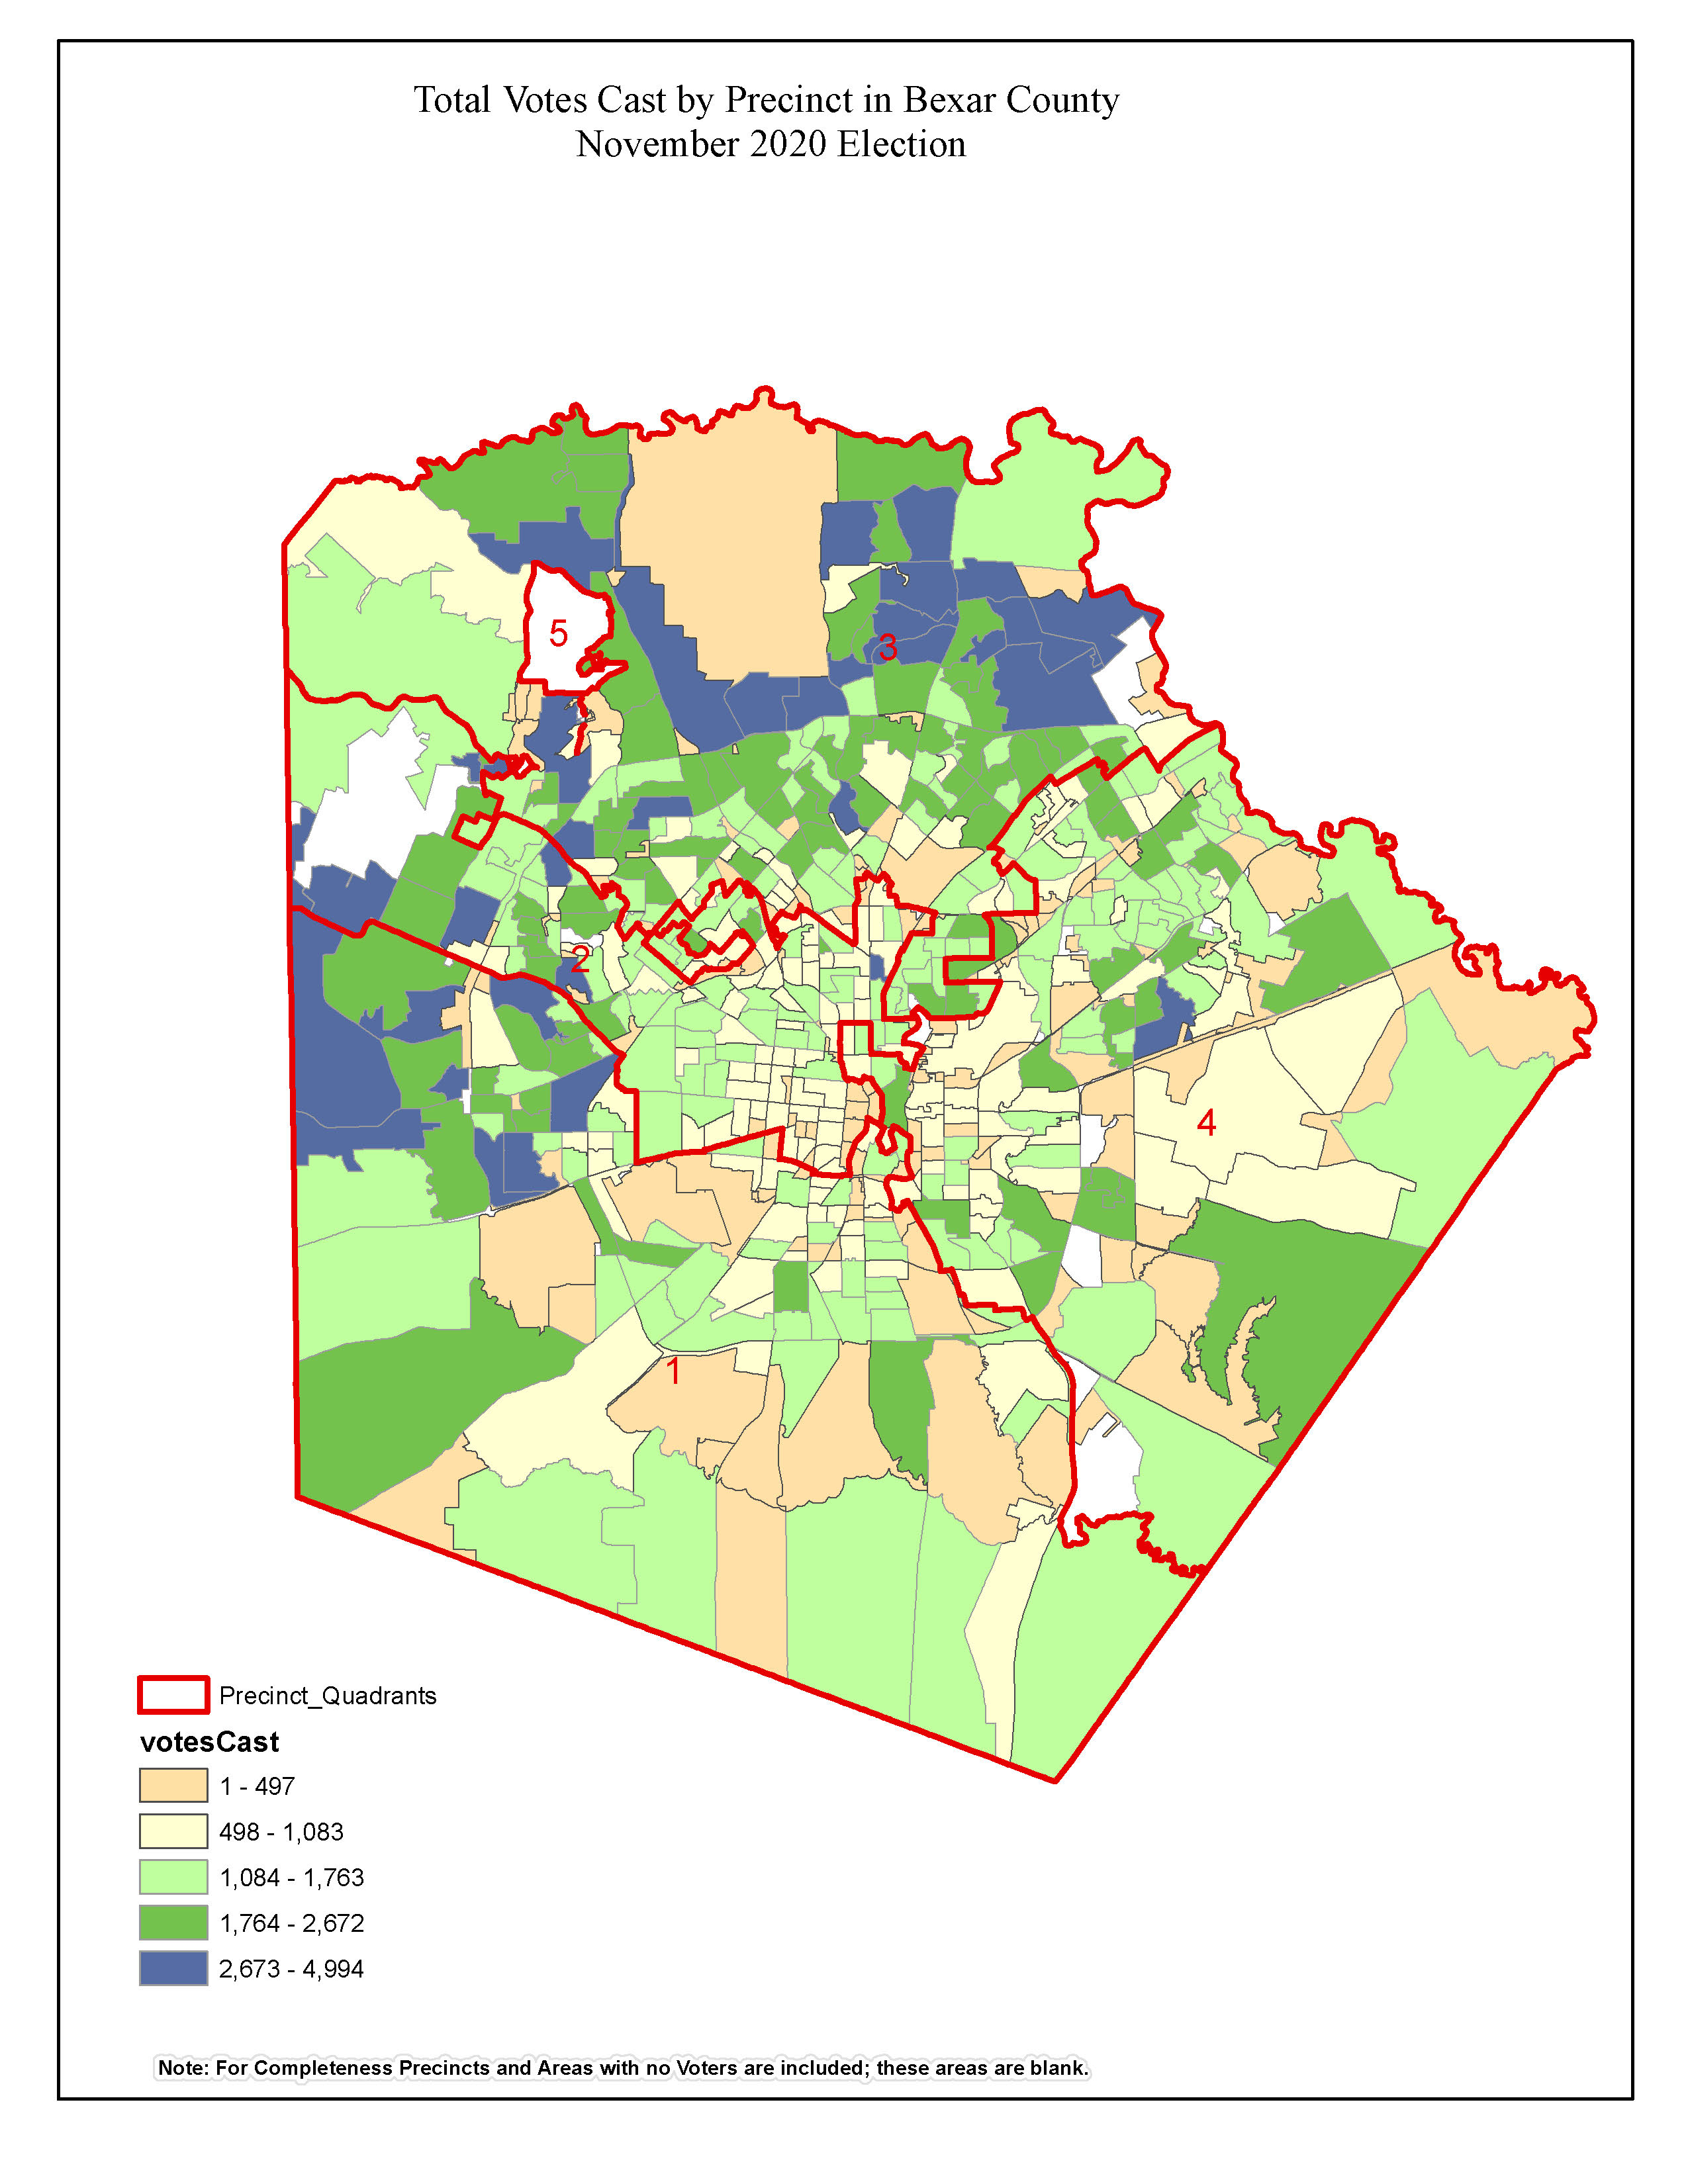 Total Votes Cast by Precinct in Bexar County
November 2020 Election
5
3
2
4
1
Precinct_Quadrants
votesCast
1 - 497
498 - 1,083
1,084 - 1,763
1,764 - 2,672
2,673 - 4,994
Note: For Completeness Precincts and Areas with no Voters are included; these areas are blank.